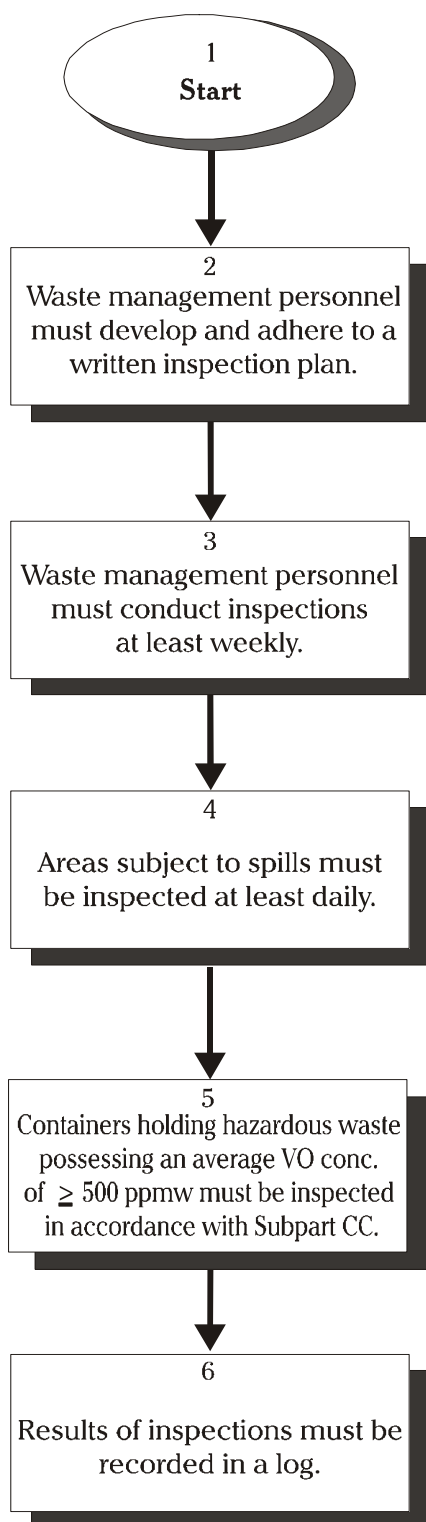 1
Start
2
Waste management personnel
must develop and adhere to a
written inspection plan.
3
Waste management personnel
must conduct inspections
at least weekly.
4
Areas subject to spills must
be inspected at least daily.
5
Containers holding hazardous waste
possessing an average VO conc.
of ≥ 500 ppmw must be inspected
in accordance with Subpart CC.
6
Results of inspections must be
recorded in a log.